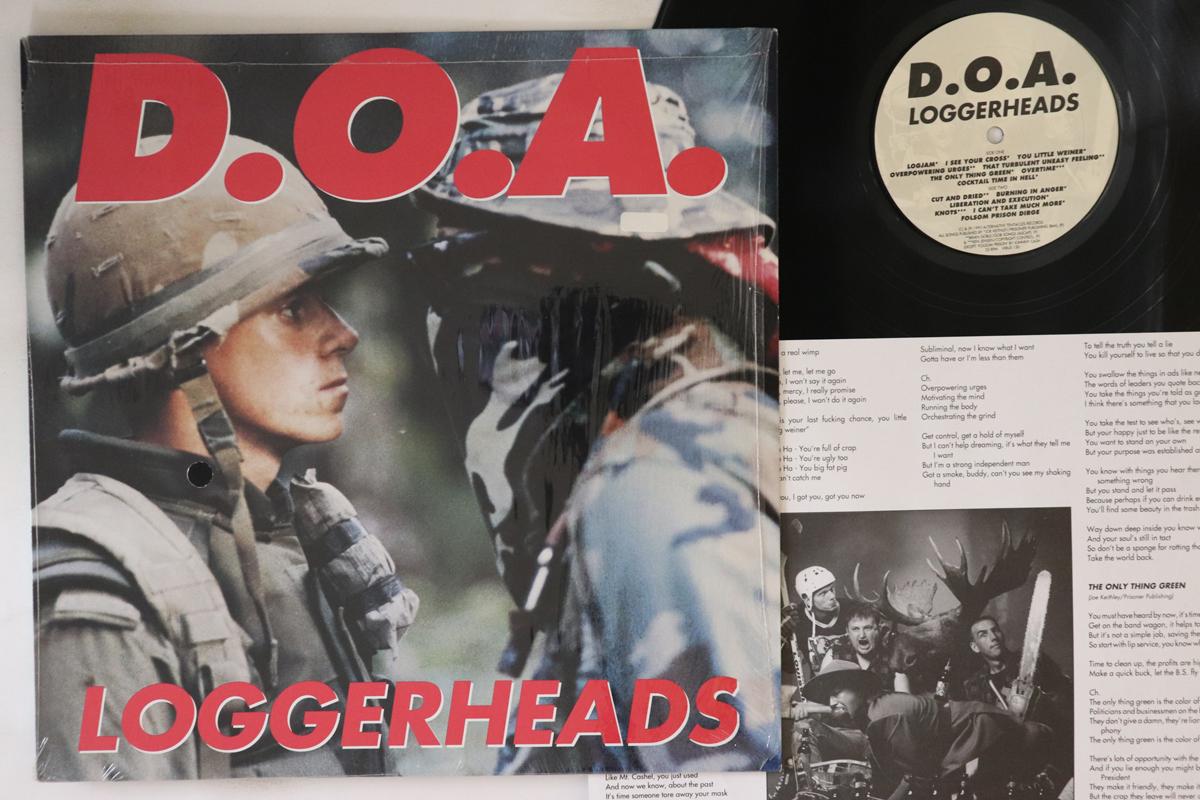 D.O.A.
LOGGERHEADS
D.O.A.
LOGGERHEADS
SIDE ONE
LOGJAM* I SEE YOUR CROSS* YOU LITTLE WEINER*
OVERPOWERING URGES** THAT TURBULENT UNEASY FEELING**
THE ONLY THING GREEN* OVERTIME***
COCKTAIL TIME IN HELL*
SIDE TWO
CUT AND DRIED** BURNING IN ANGER*
LIBERATION AND EXECUTION*
KNOTS*** I CAN'T TAKE MUCH MORE*
FOLSOM PRISON DIRGE
a real wimp
let me, let me go
I won't say it again
mercy, I really promise
please, I won't do it again
is your last fucking chance, you little
weiner"
Ha - You're full of crap
Ha - You're ugly too
Ha - You big fat pig
can't catch me
you, I got you, got you now
Subliminal, now I know what I want
Gotta have or I'm less than them
Ch.
Overpowering urges
Motivating the mind
Running the body
Orchestrating the grind
Get control, get a hold of myself
But I can't help dreaming, it's what they tell me
I want
But I'm a strong independent man
Got a smoke, buddy, can't you see my shaking
hand
To tell the truth you tell a lie
You kill yourself to live so that you
You swallow the things in ads like
The words of leaders you quote
You take the things you're told as
I think there's something that you
You take the test to see who's, see
But your happy just to be like the
You want to stand on your own
But your purpose was established
You know with things you hear
something wrong
But you stand and let it pass
Because perhaps if you can drink
You'll find some beauty in the trash
Way down deep inside you know
And your soul's still in tact
So don't be a sponge for rotting
Take the world back.
THE ONLY THING GREEN
(Joe Keithley/Prisoner Publishing)
You must have heard by now, it's
Get on the band wagon, it helps
But it's not a simple job, saving
So start with lip service, you know
Time to clean up, the profits are
Make a quick buck, let the B.S. fly
Ch.
The only thing green is the color
Politicians and businessmen on the
They don't give a damn, they're
phony
The only thing green is the color
There's lots of opportunity with the
And if you lie enough you might
President
They make it friendly, they make
But the crap they leave will never
Like Mt. Cashel, you just used
And now we know, about the past
It's time someone tore away your mask